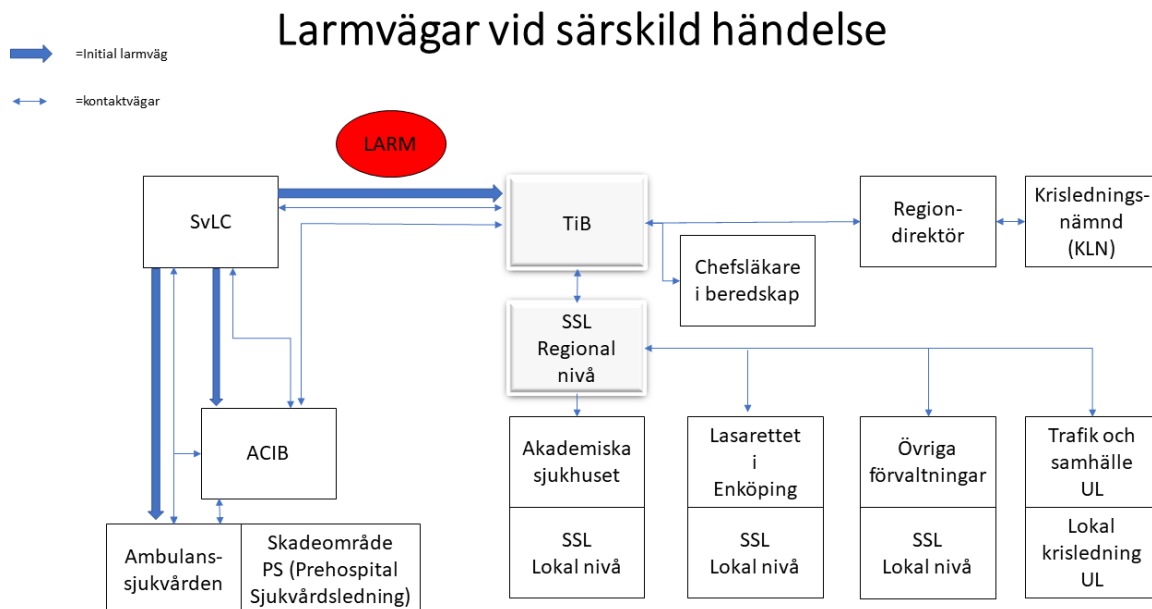 Larmvägar vid särskild händelse
=Initial larmväg
=kontaktvägar
LARM
SvLC
TiB
Region-
direktör
Krislednings-
nämnd
(KLN)
Chefsläkare
i beredskap
SSL
Regional
nivå
ACIB
Akademiska
sjukhuset
SSL
Lokal nivå
Lasarettet
i
Enköping
SSL
Lokal nivå
Övriga
förvaltningar
SSL
Lokal nivå
Trafik och
samhälle
UL
Lokal
krisledning
UL
Ambulans-
sjukvården
Skadeområde
PS (Prehospital
Sjukvårdsledning)